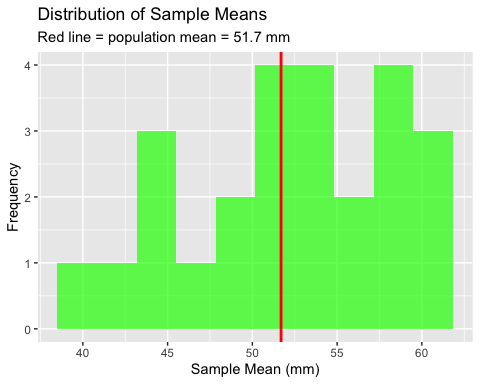 Distribution of Sample Means
Red line = population mean = 51.7 mm
4
3
2
1
0
Frequency
40 45 50 55 60
Sample Mean (mm)